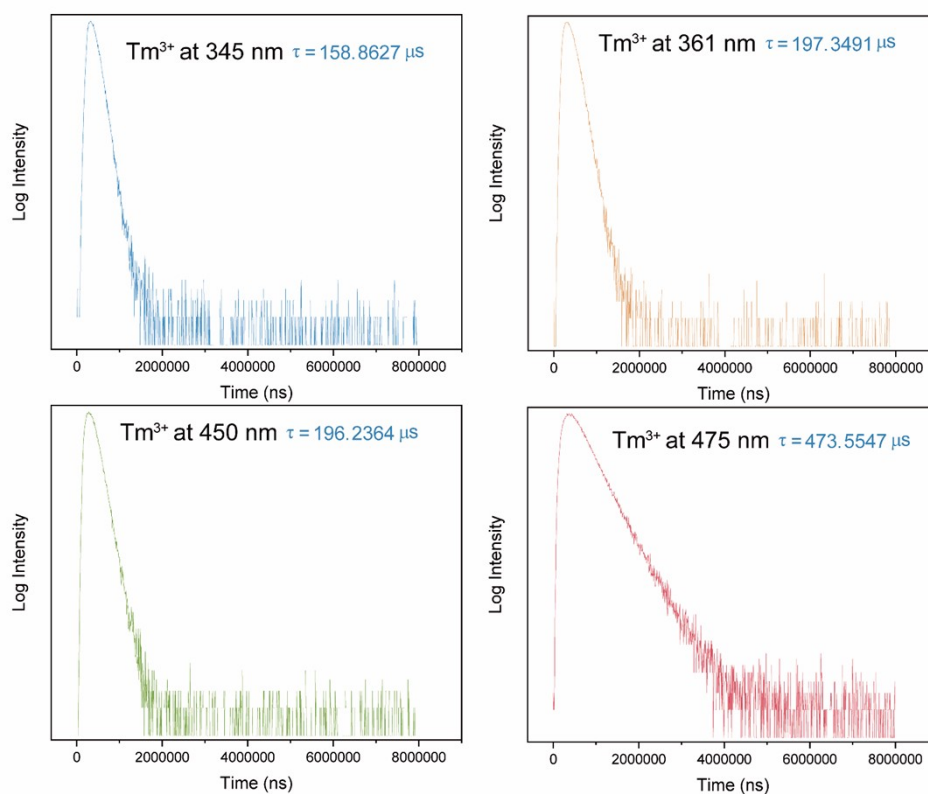 Tm³⁺ at 345 nm τ = 158.8627 μs
Log Intensity
0 2000000 4000000 6000000 8000000
Time (ns)
Tm³⁺ at 361 nm τ = 197.3491 μs
Log Intensity
0 2000000 4000000 6000000 8000000
Time (ns)
Tm³⁺ at 450 nm τ = 196.2364 μs
Log Intensity
0 2000000 4000000 6000000 8000000
Time (ns)
Tm³⁺ at 475 nm τ = 473.5547 μs
Log Intensity
0 2000000 4000000 6000000 8000000
Time (ns)